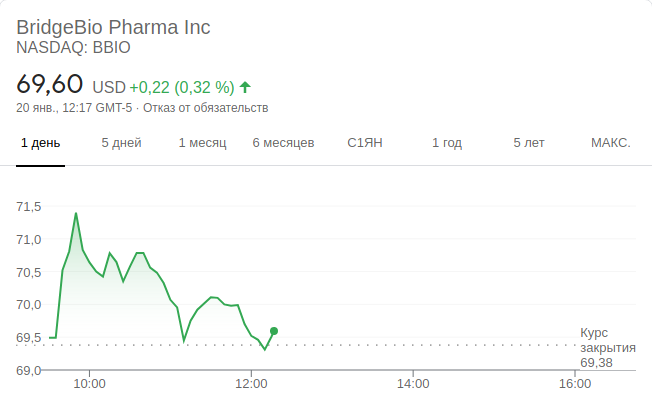 BridgeBio Pharma Inc
NASDAQ: BBIO
69,60 USD +0,22 (0,32 %)
20 янв., 12:17 GMT-5 · Отказ от обязательств
1 день 5 дней 1 месяц 6 месяцев С1ЯН 1 год 5 лет МАКС.
71,5
71,0
70,5
70,0
69,5
69,0
Курс
закрытия
69,38
10:00 12:00 14:00 16:00